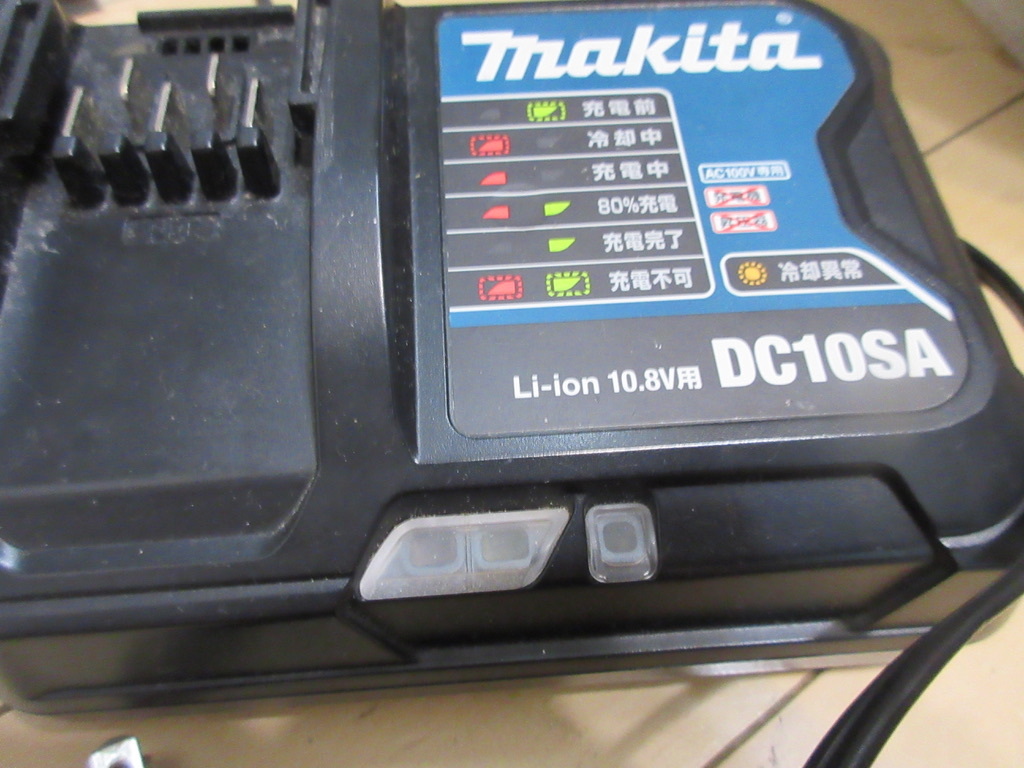 makita
充電前
冷却中
充電中
80%充電
充電完了
充電不可
AC100V専用
冷却異常
Li-ion 10.8V用 DC10SA